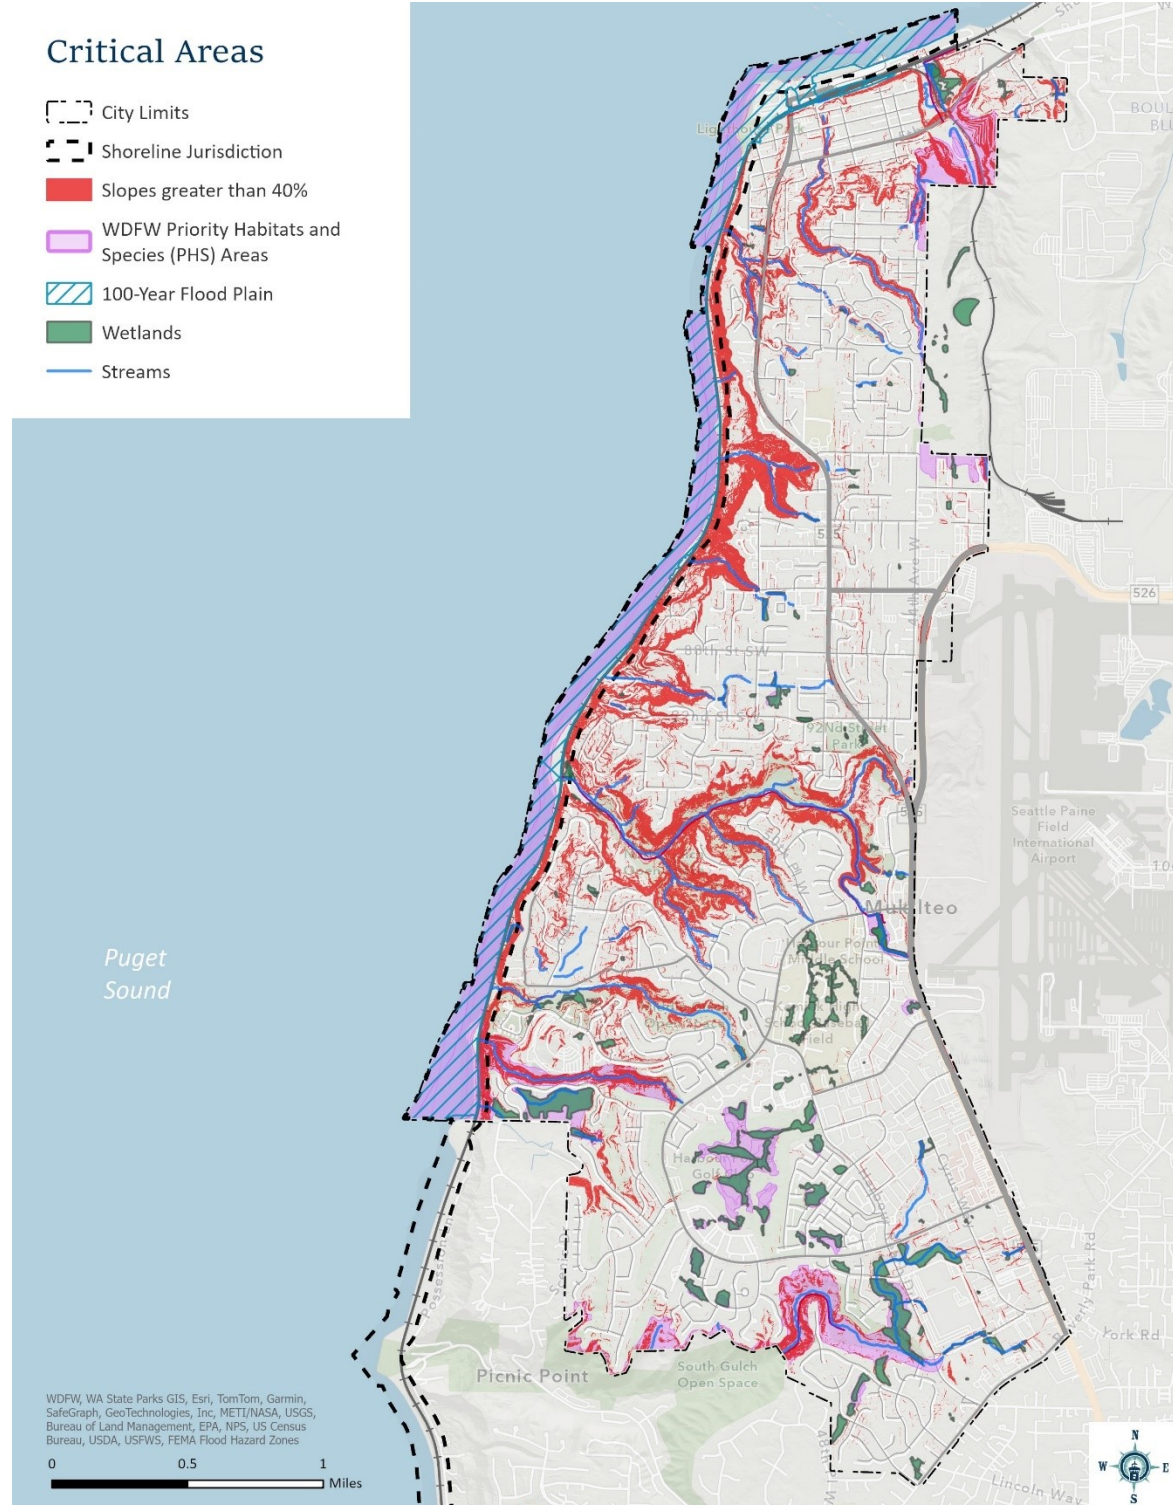 Critical Areas
City Limits
Shoreline Jurisdiction
Slopes greater than 40%
WDFW Priority Habitats and
Species (PHS) Areas
100-Year Flood Plain
Wetlands
Streams
BOUL
BLV
526
88th St SW
92Nd Street
Park
Seattle Paine
Field
International
Airport
Mukilteo
Harbour Point
Middle School
Puget
Sound
Picnic Point
South Gulch
Open Space
York Rd
Lincoln Way
WDFW, WA State Parks GIS, Esri, TomTom, Garmin,
SafeGraph, GeoTechnologies, Inc, METI/NASA, USGS,
Bureau of Land Management, EPA, NPS, US Census
Bureau, USDA, USFWS, FEMA Flood Hazard Zones
0 0.5 1
Miles
N
W E
S